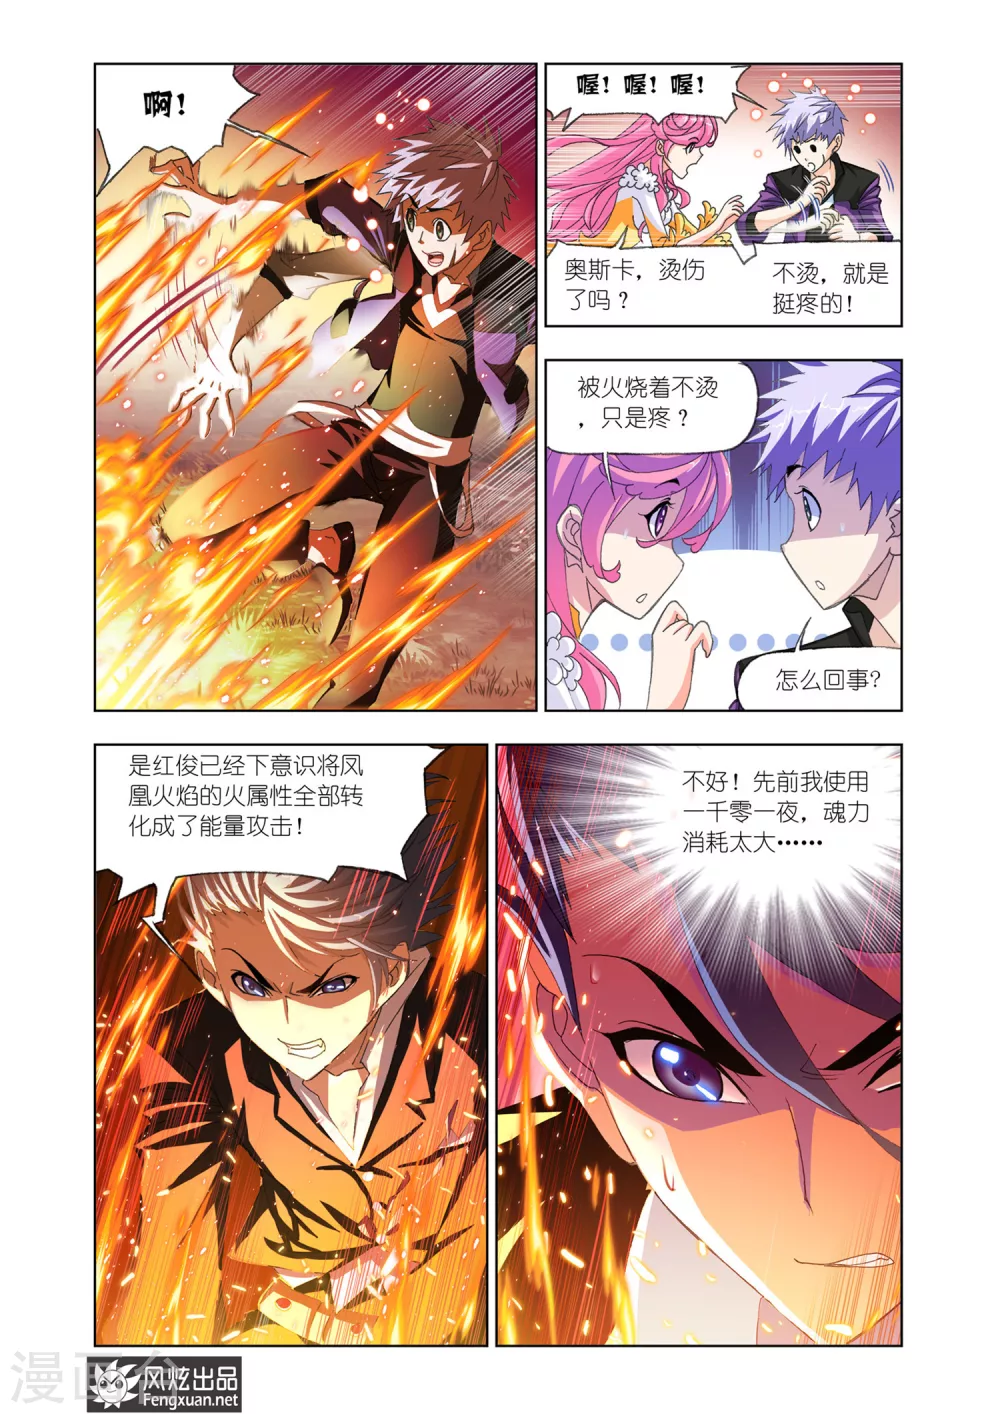 啊！
喔！喔！喔！
奥斯卡，烫伤
了吗？
不烫，就是
挺疼的！
被火烧着不烫
，只是疼？
怎么回事？
是红俊已经下意识将凤
凰火焰的火属性全部转
化成了能量攻击！
不好！先前我使用
一千零一夜，魂力
消耗太大……
漫画台
风炫出品
Fengxuan.net